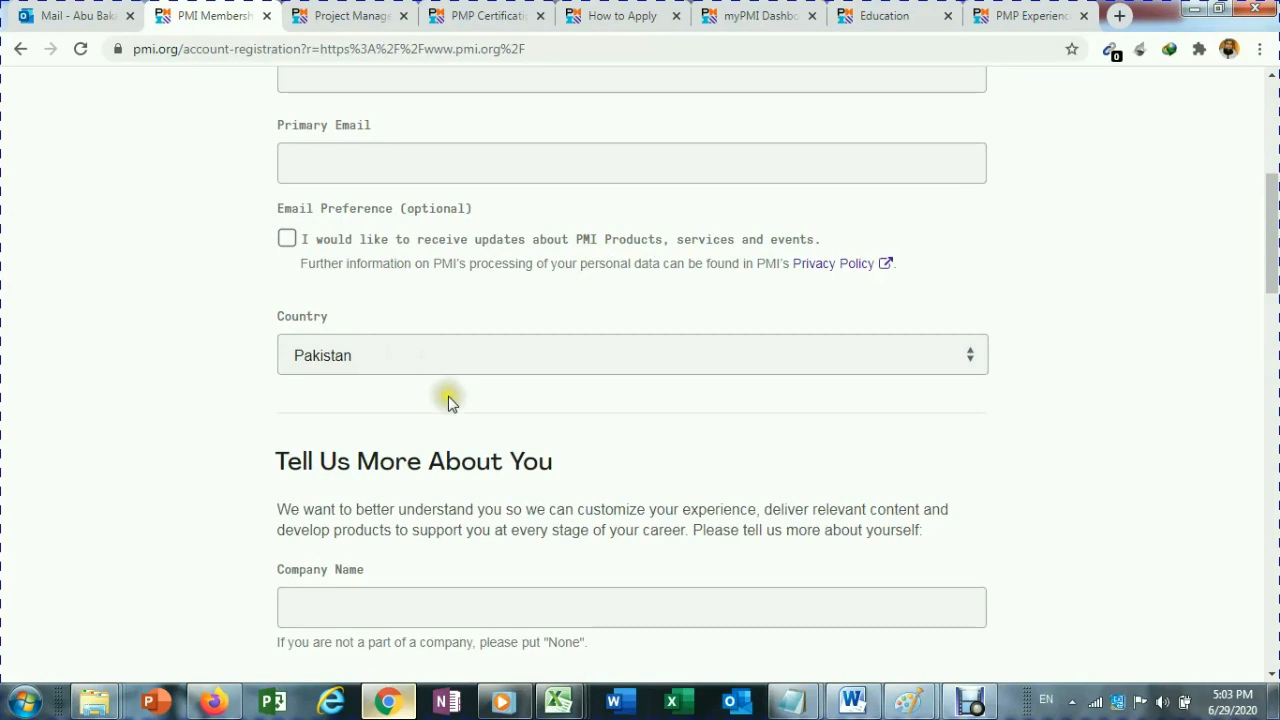 Mail - Abu Baka
PMI Membersh
Project Manag
PMP Certificati
How to Apply
myPMI Dashbo
Education
PMP Experienc
pmi.org/account-registration?r=https%3A%2F%2Fwww.pmi.org%2F
0
Primary Email
Email Preference (optional)
I would like to receive updates about PMI Products, services and events.
Further information on PMI's processing of your personal data can be found in PMI's Privacy Policy.
Country
Pakistan
Tell Us More About You
We want to better understand you so we can customize your experience, deliver relevant content and
develop products to support you at every stage of your career. Please tell us more about yourself:
Company Name
If you are not a part of a company, please put "None".
EN
5:03 PM
6/29/2020